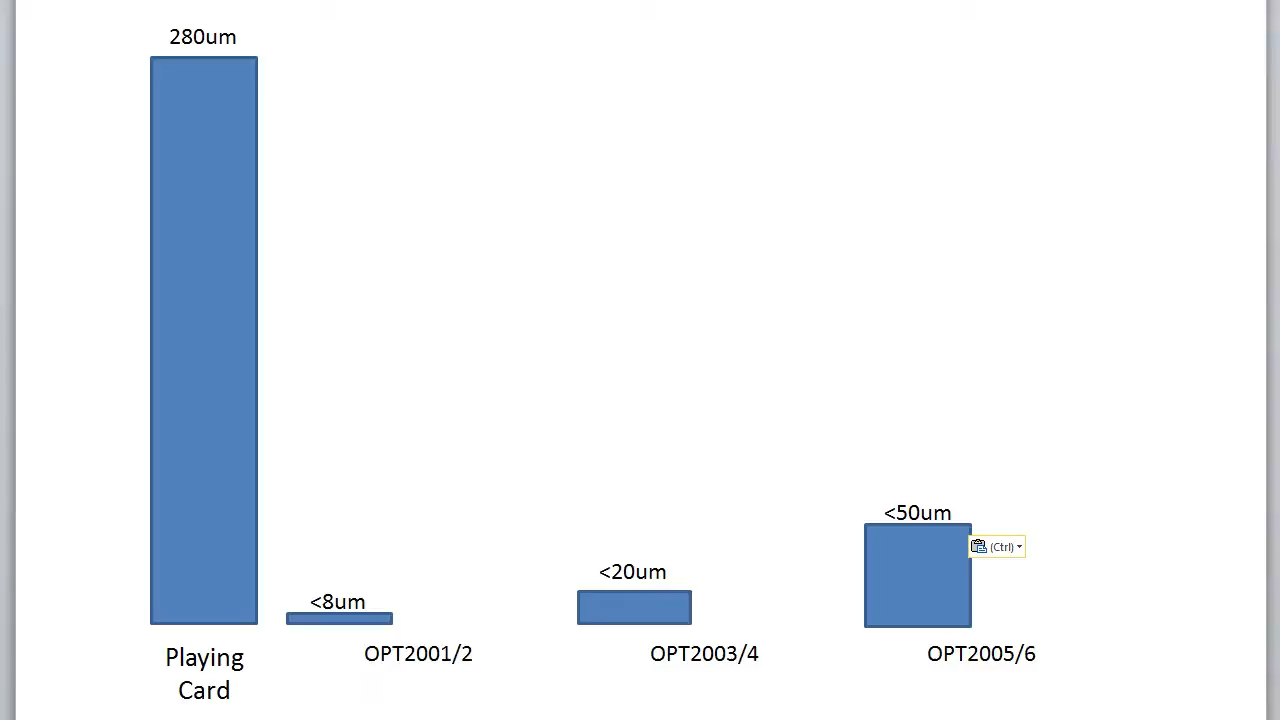 280um
<50um
(Ctrl)
<20um
<8um
Playing
Card
OPT2001/2
OPT2003/4
OPT2005/6